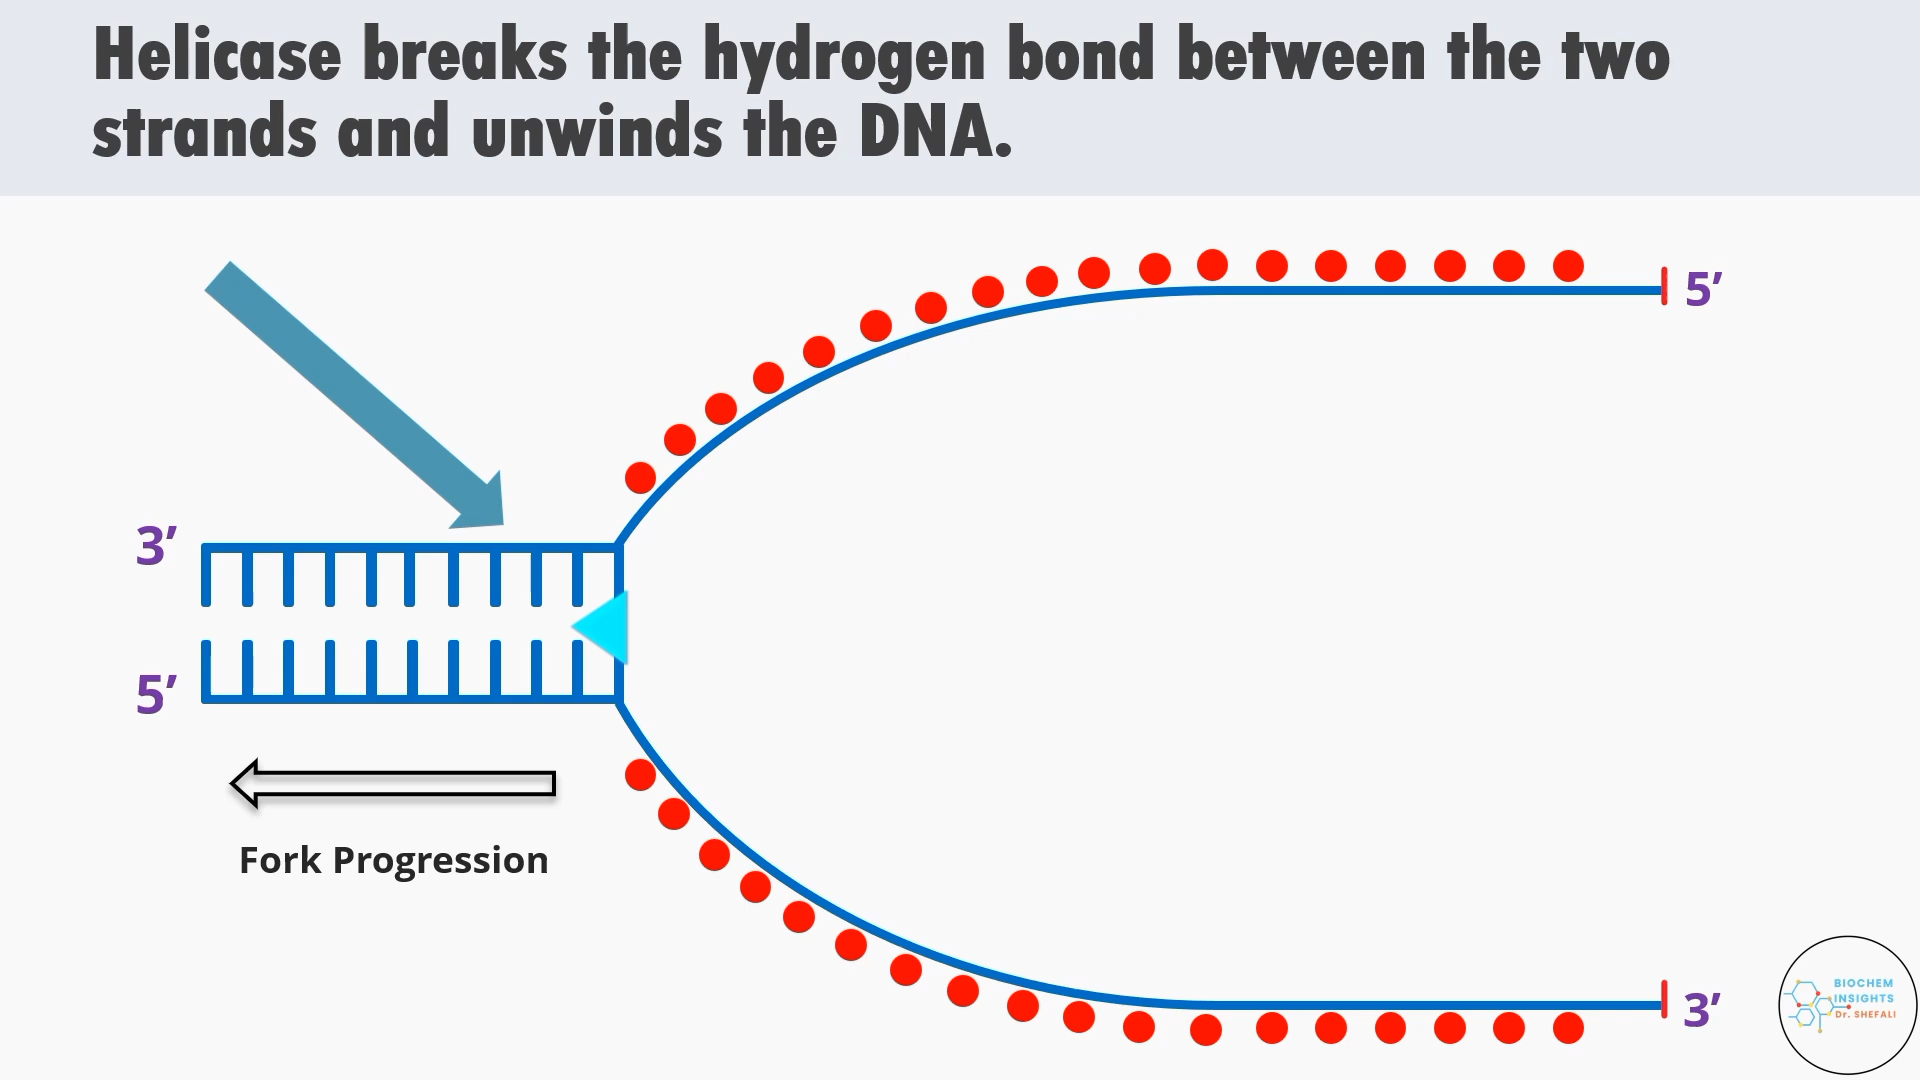 Helicase breaks the hydrogen bond between the two
strands and unwinds the DNA.
5’
3’
5’
Fork Progression
3’
BIOCHEM
INSIGHTS
Dr. SHEFALI